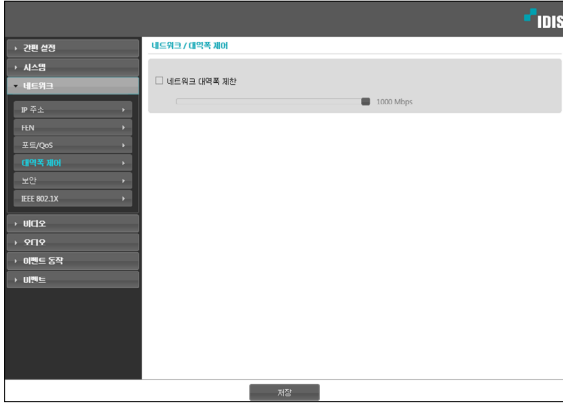 IDIS
간편 설정
시스템
네트워크
IP 주소
FEN
포트/QoS
대역폭 제어
보안
IEEE 802.1X
비디오
오디오
이벤트 동작
이벤트
네트워크 / 대역폭 제어
네트워크 대역폭 제한
1000 Mbps
저장